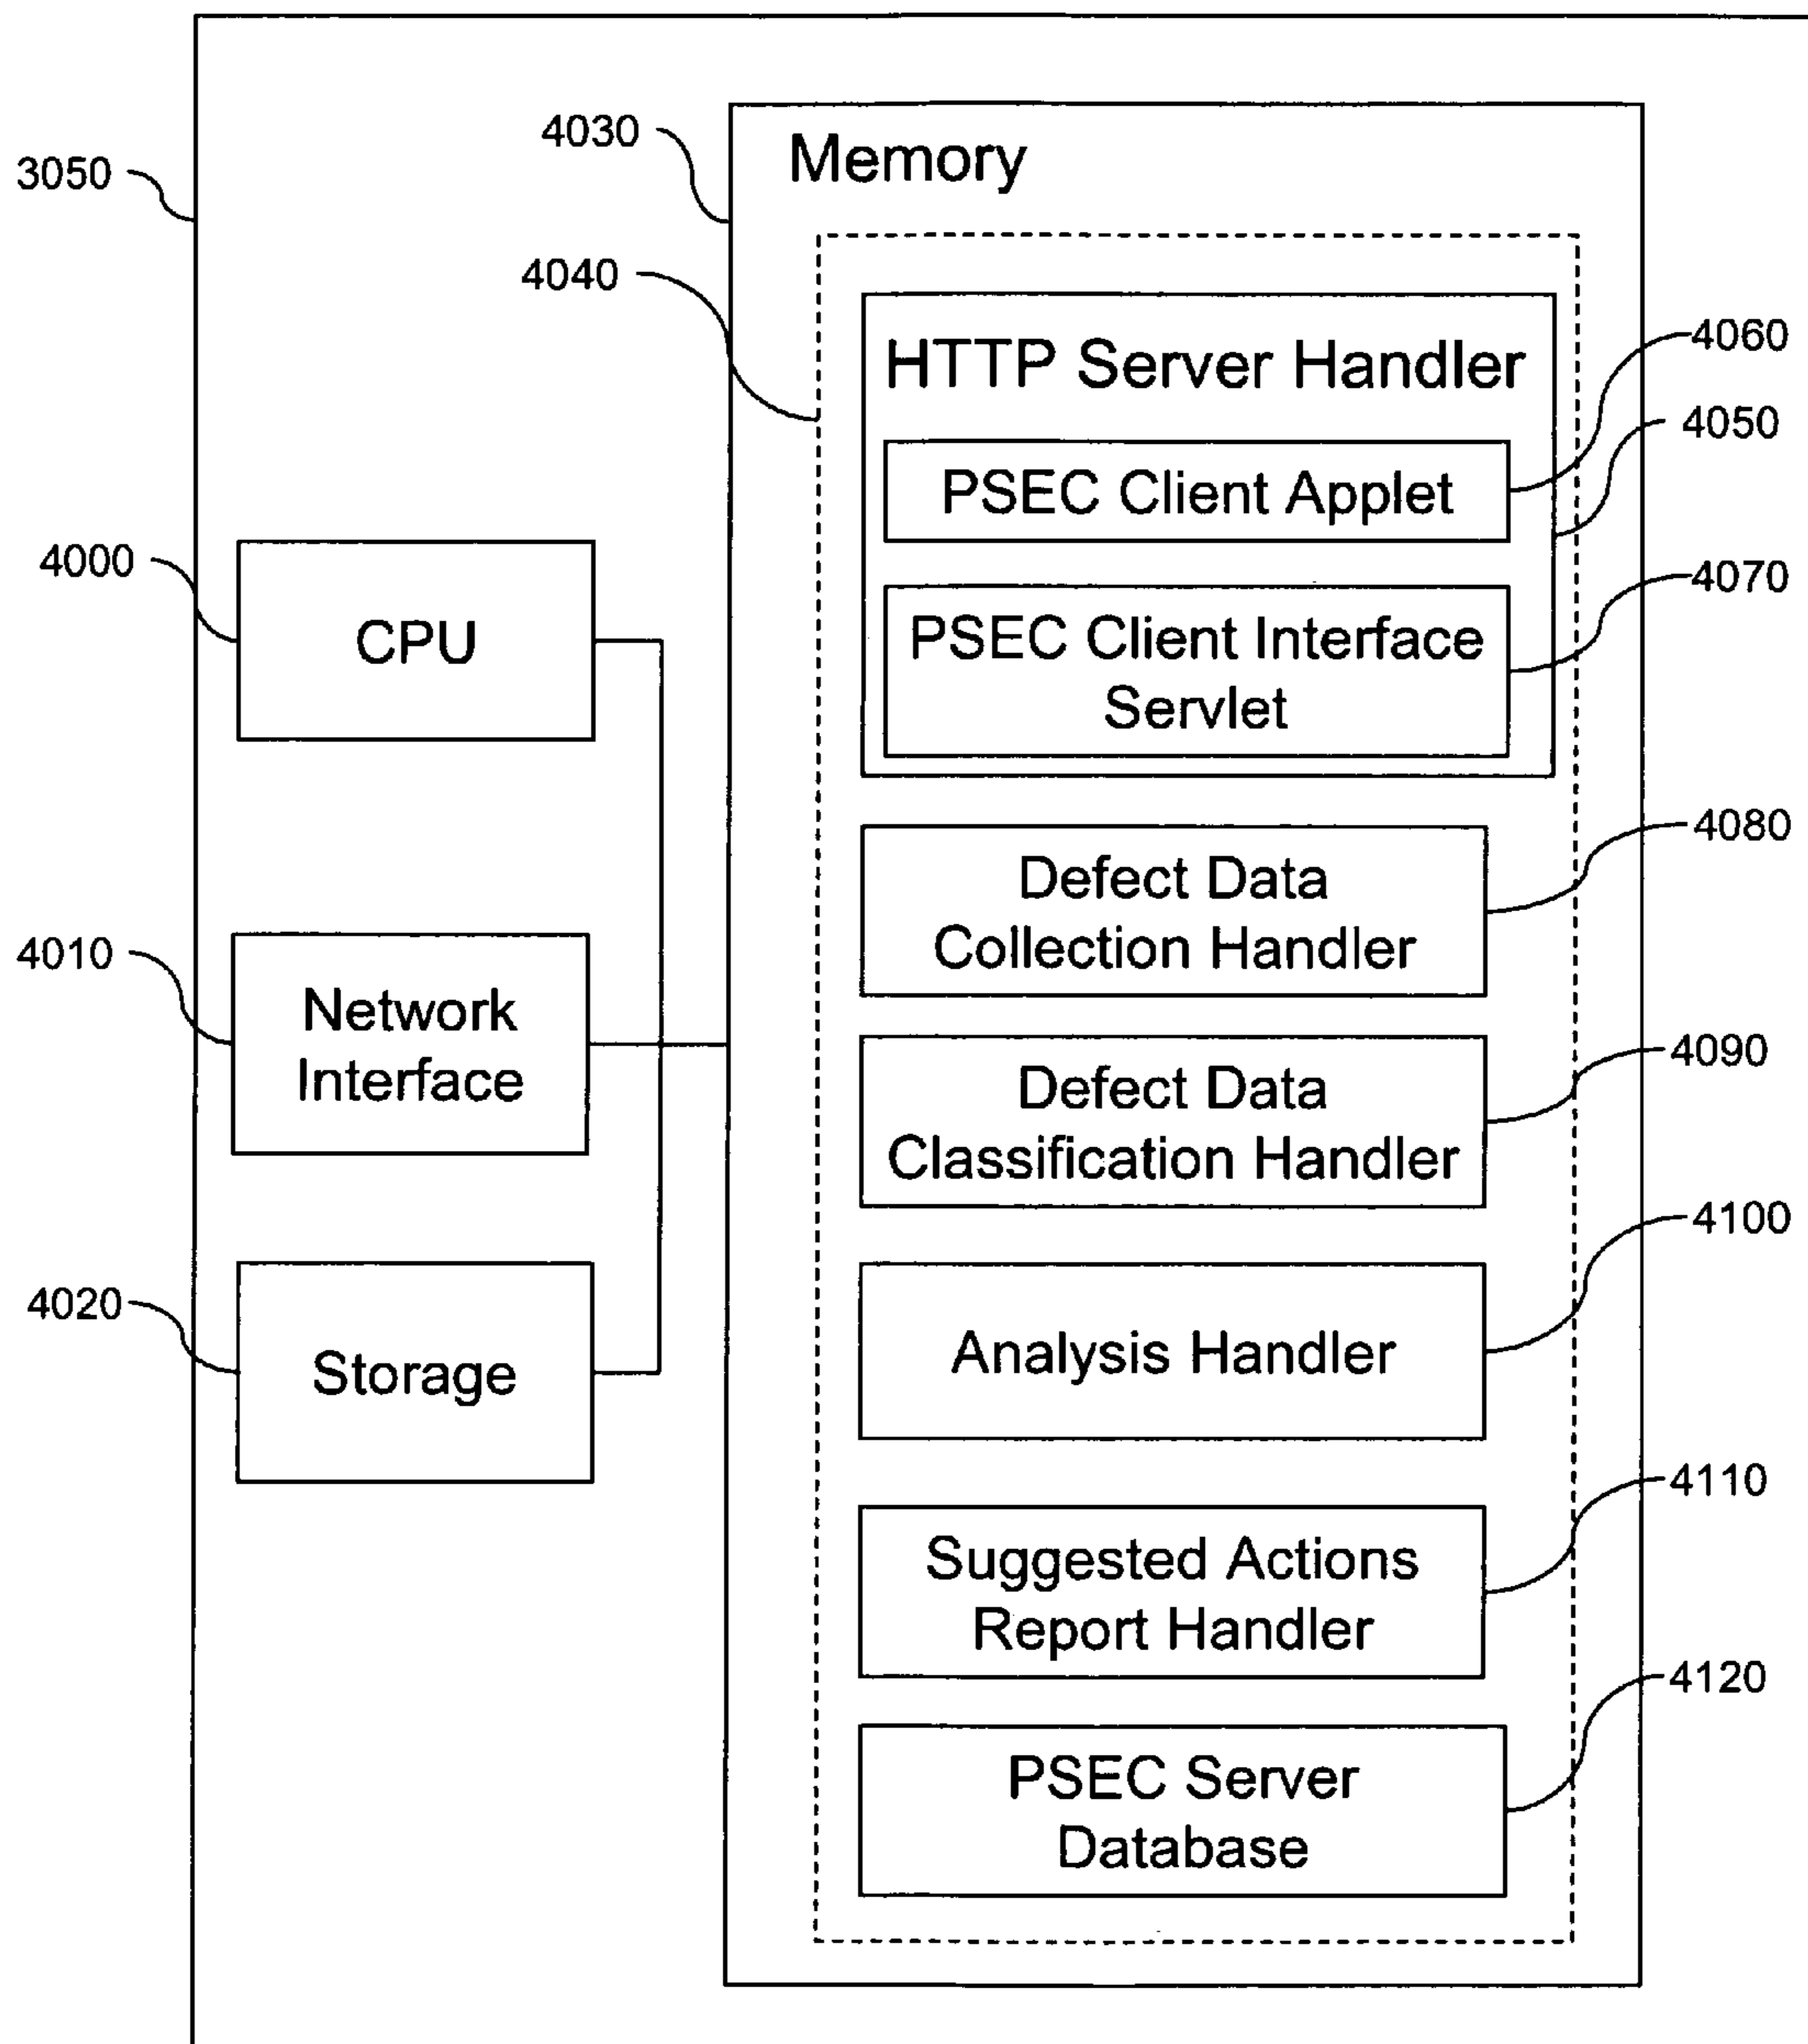 3050
4030
Memory
4040
HTTP Server Handler
4060
4050
PSEC Client Applet
4070
PSEC Client Interface
Servlet
4000
CPU
4080
Defect Data
Collection Handler
4010
Network
Interface
4090
Defect Data
Classification Handler
4100
4020
Storage
Analysis Handler
4110
Suggested Actions
Report Handler
4120
PSEC Server
Database